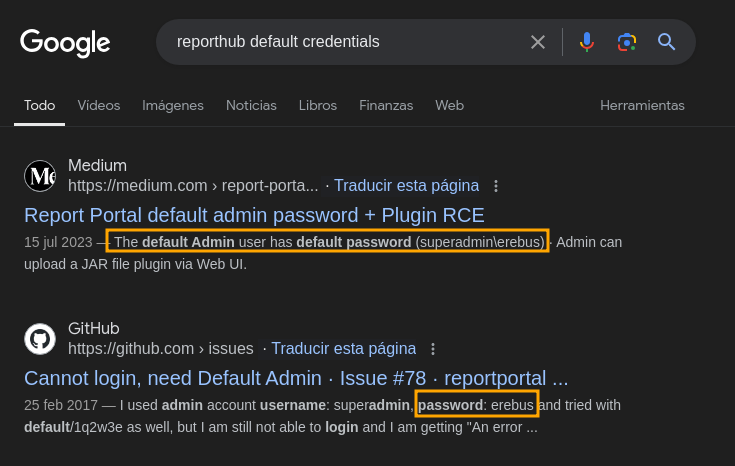 Google
reporthub default credentials
Todo Vídeos Imágenes Noticias Libros Finanzas Web Herramientas
Medium
https://medium.com › report-porta... · Traducir esta página
Report Portal default admin password + Plugin RCE
15 jul 2023 — The default Admin user has default password (superadmin\erebus) · Admin can
upload a JAR file plugin via Web UI.
GitHub
https://github.com › issues · Traducir esta página
Cannot login, need Default Admin · Issue #78 · reportportal ...
25 feb 2017 — I used admin account username: superadmin, password: erebus and tried with
default/1q2w3e as well, but I am still not able to login and I am getting "An error ...